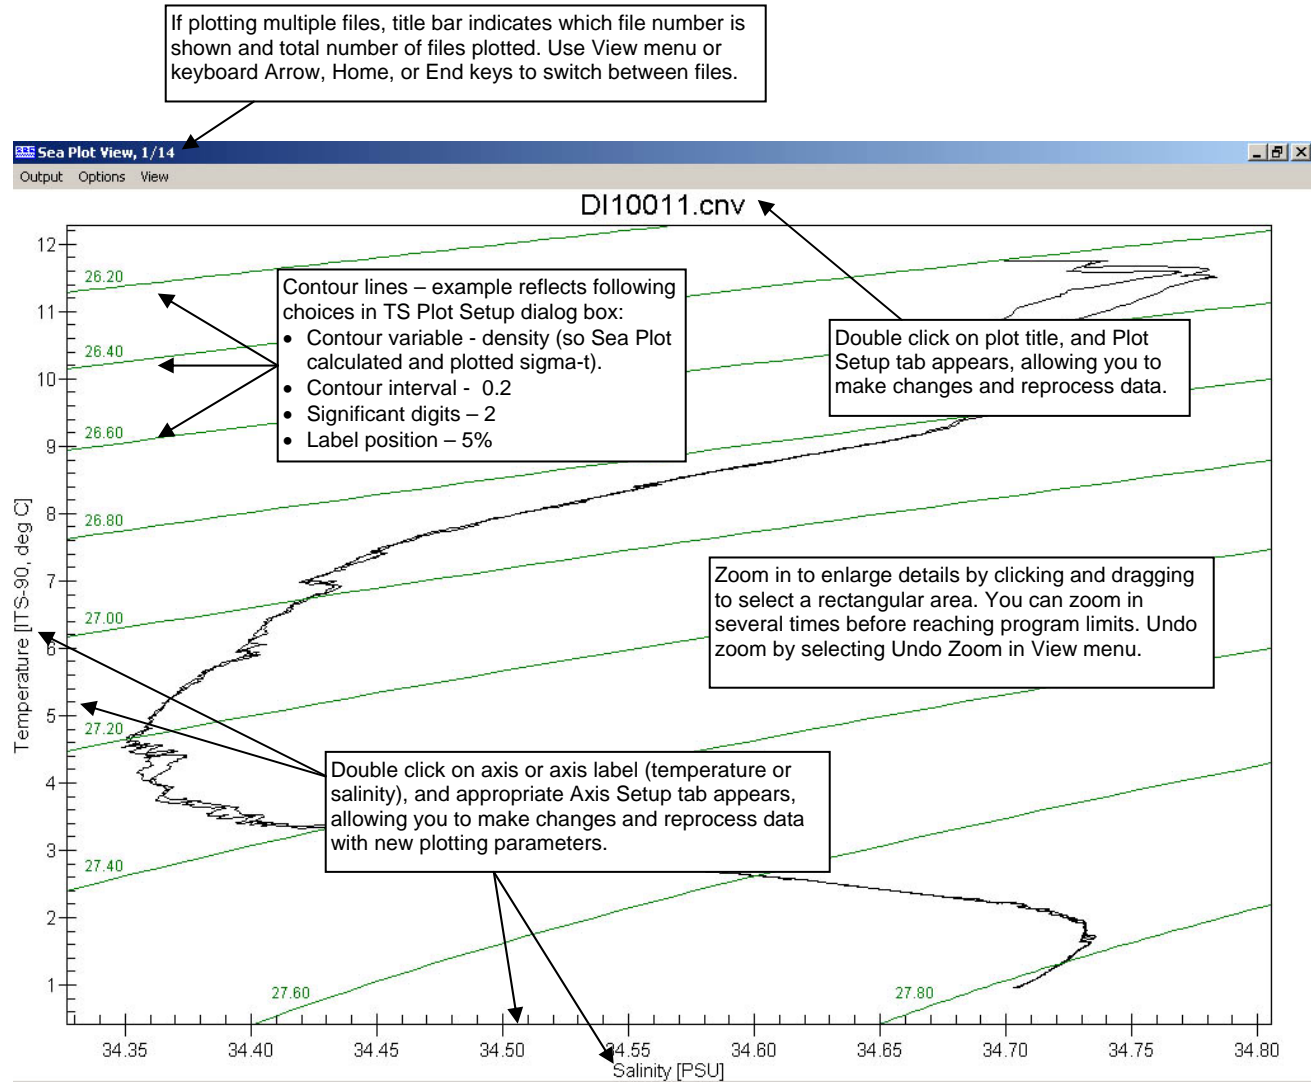 If plotting multiple files, title bar indicates which file number is
shown and total number of files plotted. Use View menu or
keyboard Arrow, Home, or End keys to switch between files.
Sea Plot View, 1/14
Output Options View
DI10011.cnv
Contour lines – example reflects following
choices in TS Plot Setup dialog box:
• Contour variable - density (so Sea Plot
calculated and plotted sigma-t).
• Contour interval - 0.2
• Significant digits – 2
• Label position – 5%
Double click on plot title, and Plot
Setup tab appears, allowing you to
make changes and reprocess data.
Zoom in to enlarge details by clicking and dragging
to select a rectangular area. You can zoom in
several times before reaching program limits. Undo
zoom by selecting Undo Zoom in View menu.
Double click on axis or axis label (temperature or
salinity), and appropriate Axis Setup tab appears,
allowing you to make changes and reprocess data
with new plotting parameters.
Temperature [ITS-90, deg C]
12
11
10
9
8
7
6
5
4
3
2
1
26.20
26.40
26.60
26.80
27.00
27.20
27.40
27.60
27.80
34.35 34.40 34.45 34.50 34.55 34.60 34.65 34.70 34.75 34.80
Salinity [PSU]